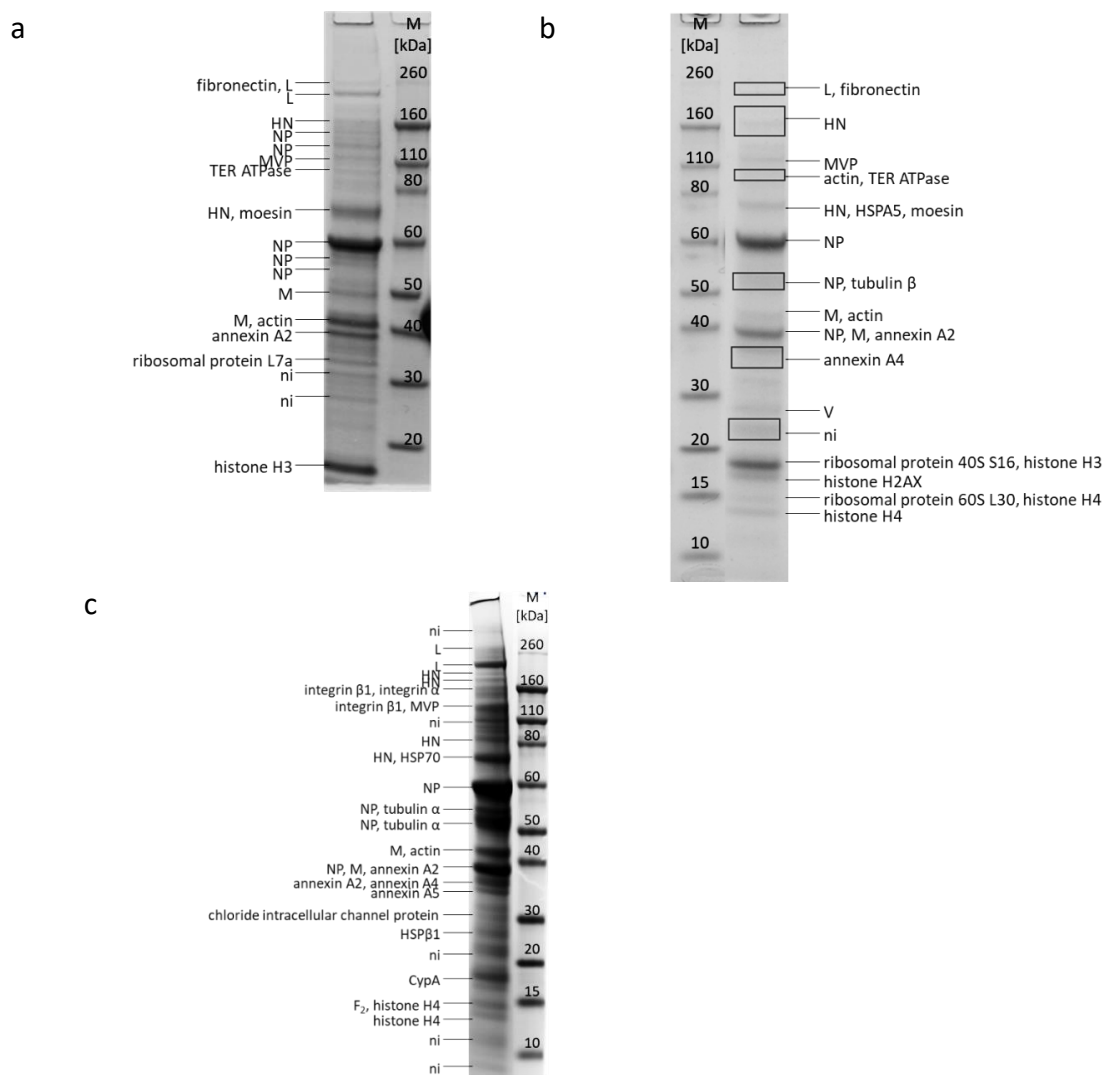 a
M
[kDa]
260
160
110
80
60
50
40
30
20
fibronectin, L
L
HN
NP
NP
MVP
TER ATPase
HN, moesin
NP
NP
NP
M
M, actin
annexin A2
ribosomal protein L7a
ni
ni
histone H3
b
M
[kDa]
260
160
110
80
60
50
40
30
20
15
10
L, fibronectin
HN
MVP
actin, TER ATPase
HN, HSPA5, moesin
NP
NP, tubulin β
M, actin
NP, M, annexin A2
annexin A4
V
ni
ribosomal protein 40S S16, histone H3
histone H2AX
ribosomal protein 60S L30, histone H4
histone H4
c
M
[kDa]
260
160
110
80
60
50
40
30
20
15
10
ni
L
L
HN
HN
HN
integrin β1, integrin α
integrin β1, MVP
ni
HN
HN, HSP70
NP
NP, tubulin α
NP, tubulin α
M, actin
NP, M, annexin A2
annexin A2, annexin A4
annexin A5
chloride intracellular channel protein
HSPβ1
ni
CypA
F₂, histone H4
histone H4
ni
ni